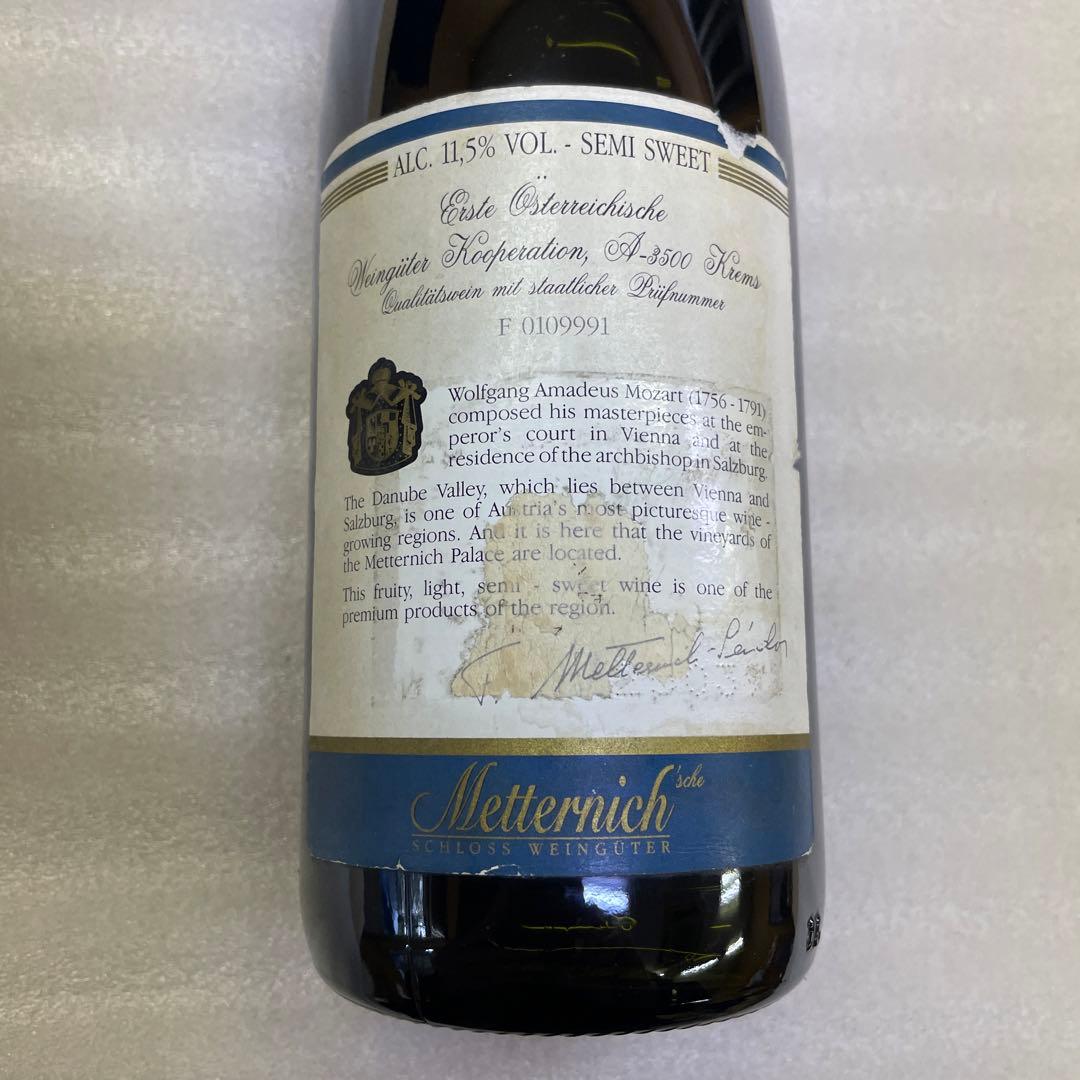 ALC. 11,5% VOL. - SEMI SWEET
Erste Österreichische
Weingüter Kooperation, A-3500 Krems
Qualitätswein mit staatlicher Prüfnummer
F 0109991
Wolfgang Amadeus Mozart (1756 - 1791)
composed his masterpieces at the em-
peror's court in Vienna and at the
residence of the archbishop in Salzburg.
The Danube Valley, which lies between Vienna and
Salzburg, is one of Austria's most picturesque wine -
growing regions. And it is here that the vineyards of
the Metternich Palace are located.
This fruity, light, semi - sweet wine is one of the
premium products of the region.
F. Metternich-Sándor
Metternich'sche
SCHLOSS WEINGÜTER